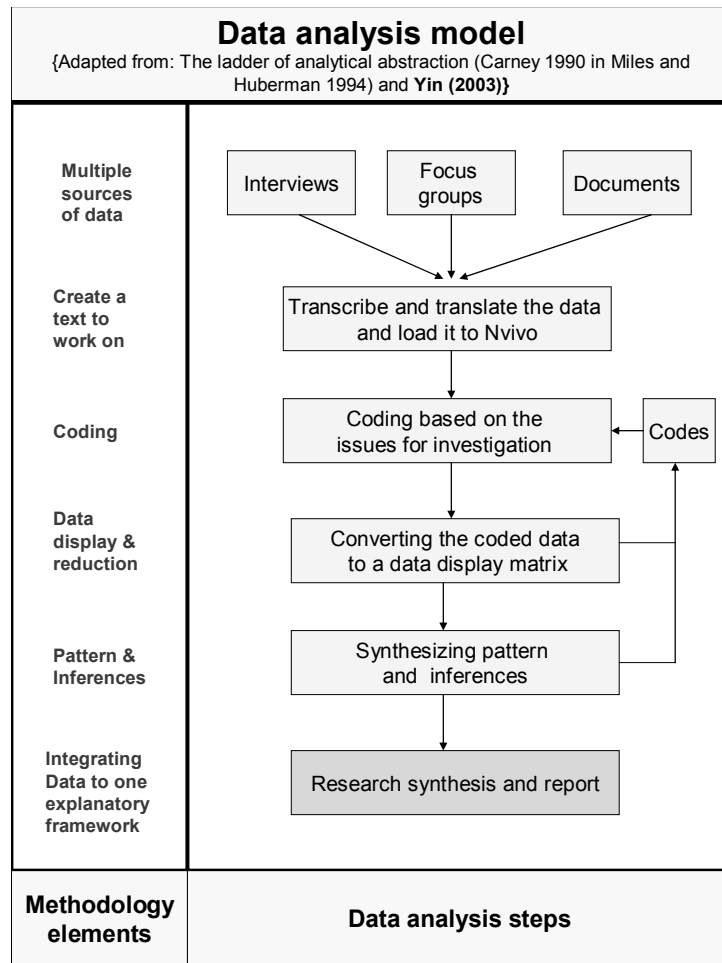 Data analysis model
{Adapted from: The ladder of analytical abstraction (Carney 1990 in Miles and
Huberman 1994) and Yin (2003)}
Multiple
sources
of data
Interviews
Focus
groups
Documents
Create a
text to
work on
Transcribe and translate the data
and load it to Nvivo
Coding
Coding based on the
issues for investigation
Codes
Data
display &
reduction
Converting the coded data
to a data display matrix
Pattern &
Inferences
Synthesizing pattern
and inferences
Integrating
Data to one
explanatory
framework
Research synthesis and report
Methodology
elements
Data analysis steps